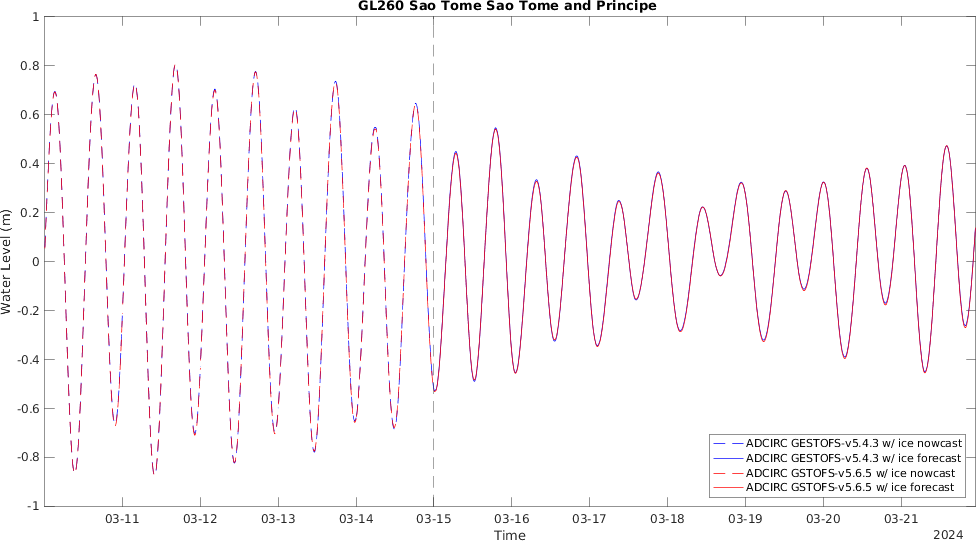 GL260 Sao Tome Sao Tome and Principe
1
0.8
0.6
0.4
0.2
0
-0.2
-0.4
-0.6
-0.8
-1
Water Level (m)
03-11 03-12 03-13 03-14 03-15 03-16 03-17 03-18 03-19 03-20 03-21
Time
2024
ADCIRC GESTOFS-v5.4.3 w/ ice nowcast
ADCIRC GESTOFS-v5.4.3 w/ ice forecast
ADCIRC GSTOFS-v5.6.5 w/ ice nowcast
ADCIRC GSTOFS-v5.6.5 w/ ice forecast